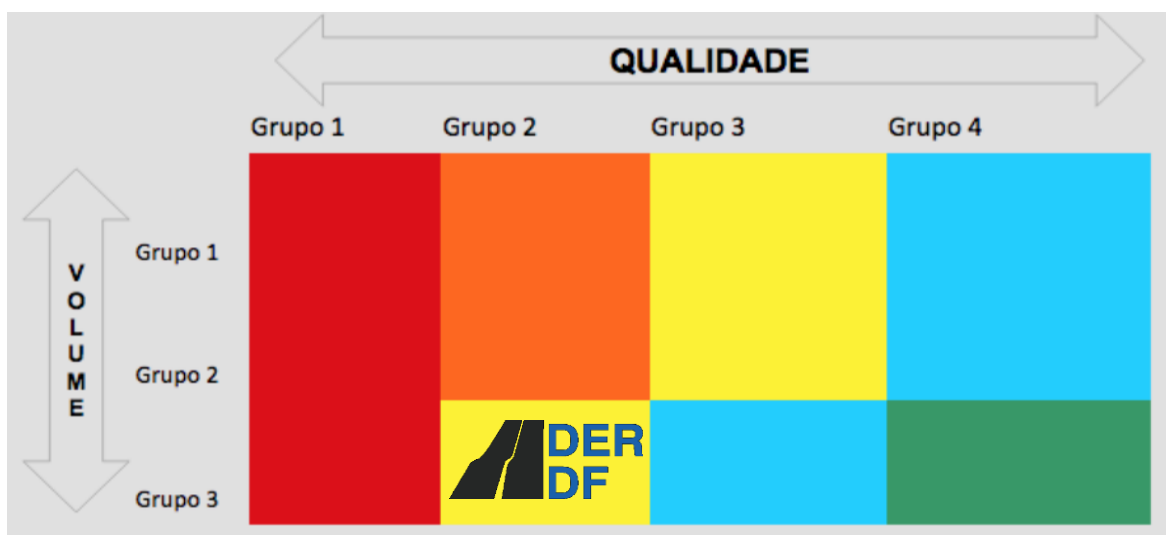 QUALIDADE
Grupo 1 Grupo 2 Grupo 3 Grupo 4
VOLUME
Grupo 1
Grupo 2
Grupo 3
DER
DF